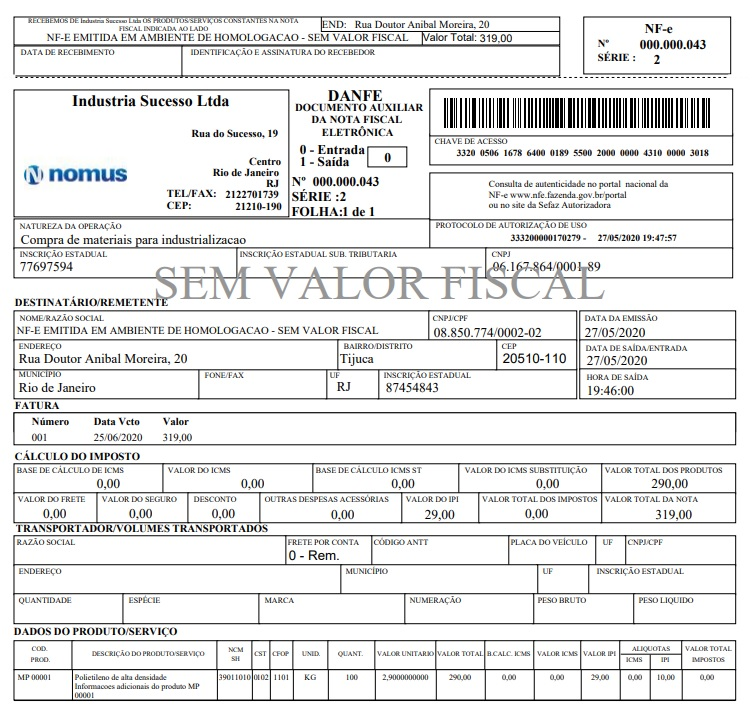 RECEBEMOS DE Industria Sucesso Ltda OS PRODUTOS/SERVIÇOS CONSTANTES NA NOTA
FISCAL INDICADA AO LADO
END: Rua Doutor Anibal Moreira, 20
NF-E EMITIDA EM AMBIENTE DE HOMOLOGACAO - SEM VALOR FISCAL
Valor Total: 319,00
DATA DE RECEBIMENTO
IDENTIFICAÇÃO E ASSINATURA DO RECEBEDOR
NF-e
Nº 000.000.043
SÉRIE : 2
Industria Sucesso Ltda
Rua do Sucesso, 19
nomus
Centro
Rio de Janeiro
RJ
TEL/FAX: 2122701739
CEP: 21210-190
DANFE
DOCUMENTO AUXILIAR
DA NOTA FISCAL
ELETRÔNICA
0 - Entrada
1 - Saída
0
Nº 000.000.043
SÉRIE :2
FOLHA:1 de 1
CHAVE DE ACESSO
3320 0506 1678 6400 0189 5500 2000 0000 4310 0000 3018
Consulta de autenticidade no portal nacional da
NF-e www.nfe.fazenda.gov.br/portal
ou no site da Sefaz Autorizadora
NATUREZA DA OPERAÇÃO
Compra de materiais para industrializacao
PROTOCOLO DE AUTORIZAÇÃO DE USO
333200000170279 - 27/05/2020 19:47:57
INSCRIÇÃO ESTADUAL
77697594
INSCRIÇÃO ESTADUAL SUB. TRIBUTARIA
CNPJ
06.167.864/0001-89
SEM VALOR FISCAL
DESTINATÁRIO/REMETENTE
NOME/RAZÃO SOCIAL
NF-E EMITIDA EM AMBIENTE DE HOMOLOGACAO - SEM VALOR FISCAL
CNPJ/CPF
08.850.774/0002-02
DATA DA EMISSÃO
27/05/2020
ENDEREÇO
Rua Doutor Anibal Moreira, 20
BAIRRO/DISTRITO
Tijuca
CEP
20510-110
DATA DE SAÍDA/ENTRADA
27/05/2020
MUNICÍPIO
Rio de Janeiro
FONE/FAX
UF
RJ
INSCRIÇÃO ESTADUAL
87454843
HORA DE SAÍDA
19:46:00
FATURA
Número Data Vcto Valor
001 25/06/2020 319,00
CÁLCULO DO IMPOSTO
BASE DE CÁLCULO DE ICMS
0,00
VALOR DO ICMS
0,00
BASE DE CÁLCULO ICMS ST
0,00
VALOR DO ICMS SUBSTITUIÇÃO
0,00
VALOR TOTAL DOS PRODUTOS
290,00
VALOR DO FRETE
0,00
VALOR DO SEGURO
0,00
DESCONTO
0,00
OUTRAS DESPESAS ACESSÓRIAS
0,00
VALOR DO IPI
29,00
VALOR TOTAL DOS IMPOSTOS
0,00
VALOR TOTAL DA NOTA
319,00
TRANSPORTADOR/VOLUMES TRANSPORTADOS
RAZÃO SOCIAL
FRETE POR CONTA
0 - Rem.
CÓDIGO ANTT
PLACA DO VEÍCULO
UF
CNPJ/CPF
ENDEREÇO
MUNICÍPIO
UF
INSCRIÇÃO ESTADUAL
QUANTIDADE
ESPÉCIE
MARCA
NUMERAÇÃO
PESO BRUTO
PESO LIQUIDO
DADOS DO PRODUTO/SERVIÇO
COD. PROD. DESCRIÇÃO DO PRODUTO/SERVIÇO NCM SH CST CFOP UNID. QUANT. VALOR UNITARIO VALOR TOTAL B.CALC. ICMS VALOR ICMS VALOR IPI ALIQUOTAS ICMS IPI VALOR TOTAL IMPOSTOS
MP 00001 Polietileno de alta densidade 39011010 0102 1101 KG 100 2,9000000000 290,00 0,00 0,00 29,00 0,00 10,00 0,00
Informacoes adicionais do produto MP
00001